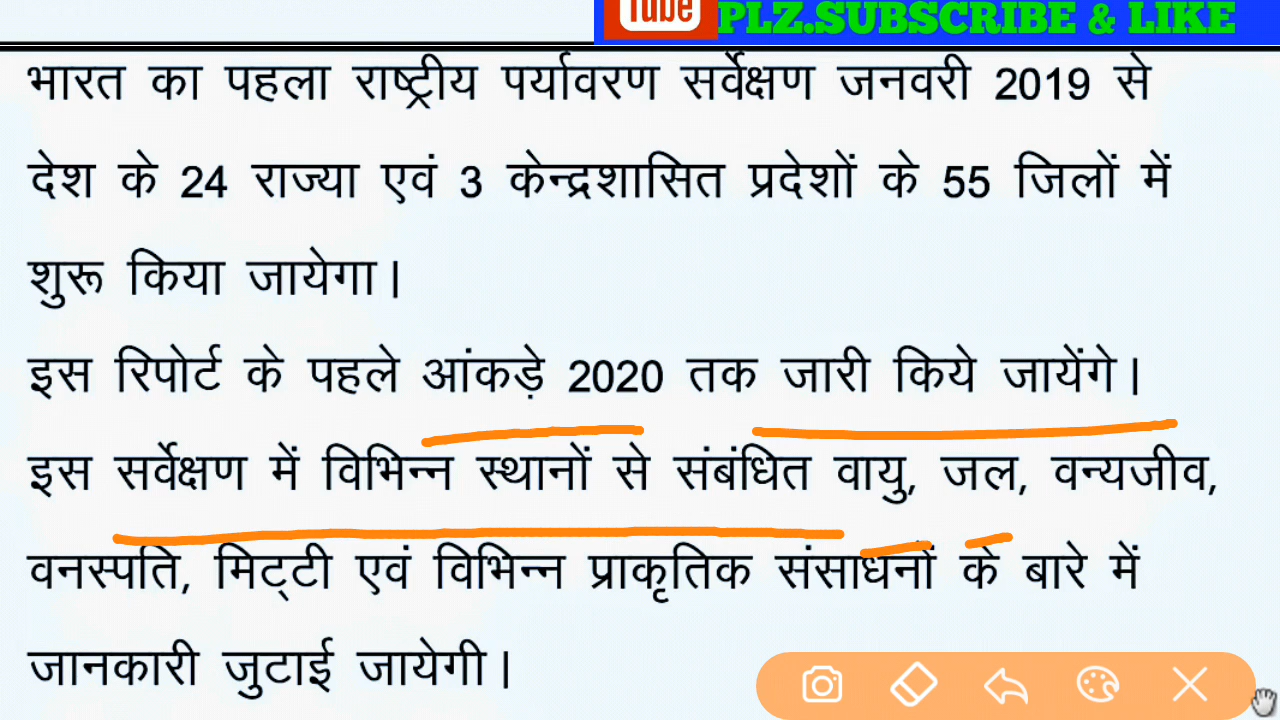 Tube PLZ.SUBSCRIBE & LIKE
भारत का पहला राष्ट्रीय पर्यावरण सर्वेक्षण जनवरी 2019 से
देश के 24 राज्या एवं 3 केन्द्रशासित प्रदेशों के 55 जिलों में
शुरू किया जायेगा।
इस रिपोर्ट के पहले आंकड़े 2020 तक जारी किये जायेंगे।
इस सर्वेक्षण में विभिन्न स्थानों से संबंधित वायु, जल, वन्यजीव,
वनस्पति, मिट्‌टी एवं विभिन्न प्राकृतिक संसाधनों के बारे में
जानकारी जुटाई जायेगी।